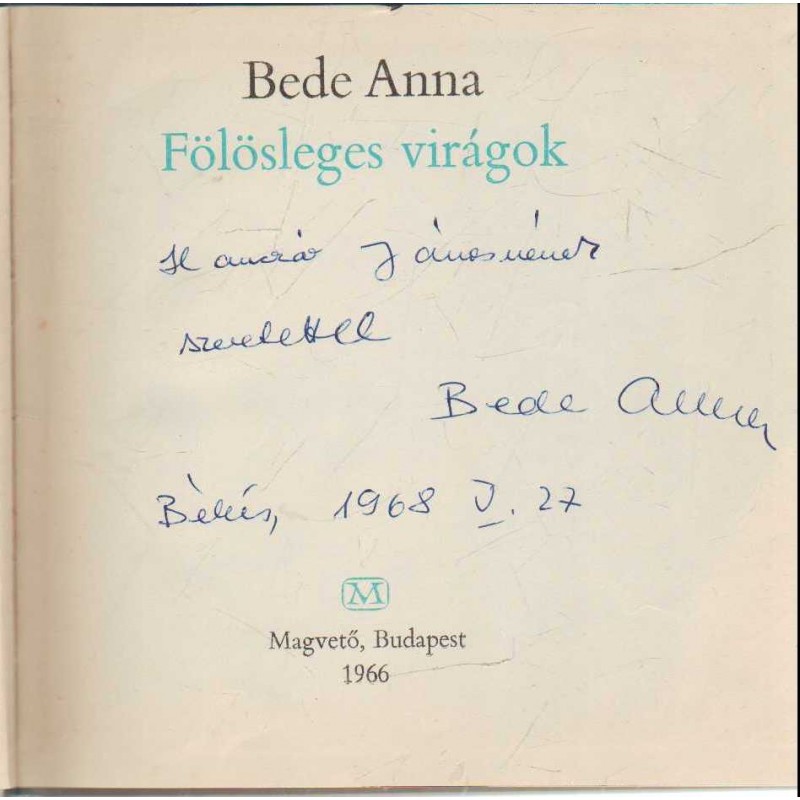 Bede Anna
Fölösleges virágok
Jánosnénak
szeretettel
Bede Anna
Békés, 1968 V. 27
M
Magvető, Budapest
1966